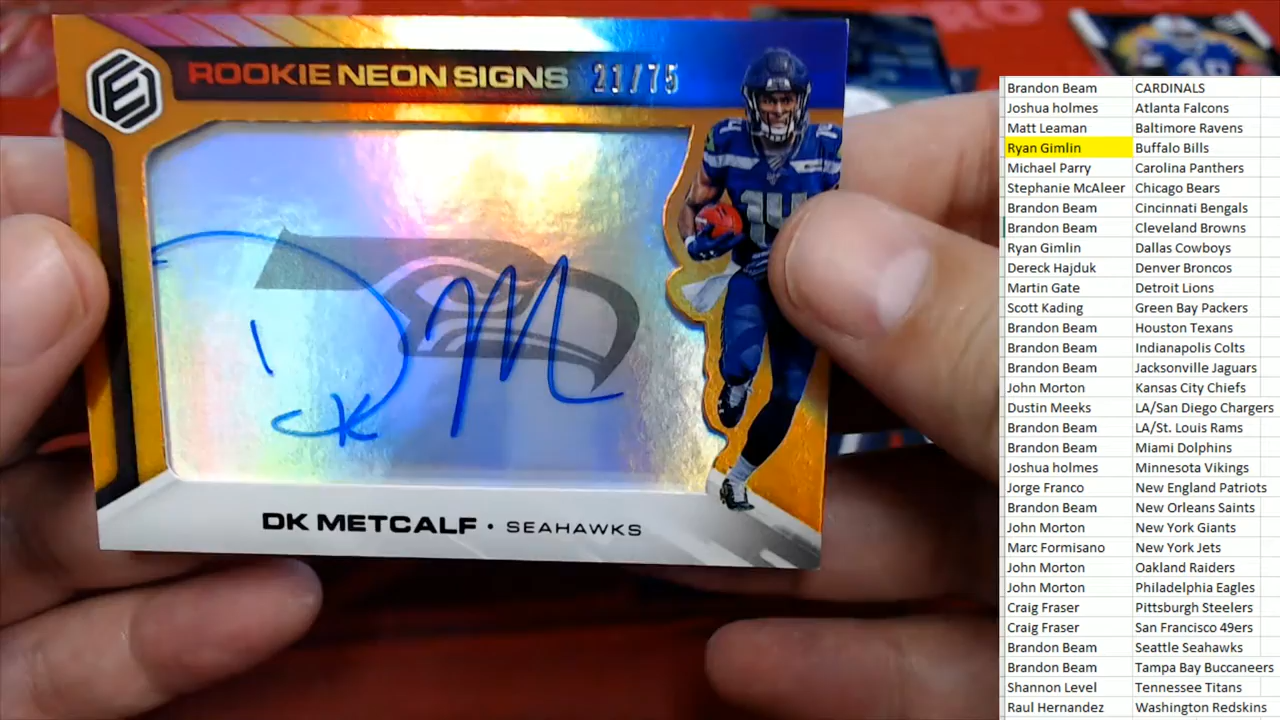 ROOKIE NEON SIGNS 21/75
14
14
DK M
DK METCALF • SEAHAWKS
Brandon Beam CARDINALS
Joshua holmes Atlanta Falcons
Matt Leaman Baltimore Ravens
Ryan Gimlin Buffalo Bills
Michael Parry Carolina Panthers
Stephanie McAleer Chicago Bears
Brandon Beam Cincinnati Bengals
Brandon Beam Cleveland Browns
Ryan Gimlin Dallas Cowboys
Dereck Hajduk Denver Broncos
Martin Gate Detroit Lions
Scott Kading Green Bay Packers
Brandon Beam Houston Texans
Brandon Beam Indianapolis Colts
Brandon Beam Jacksonville Jaguars
John Morton Kansas City Chiefs
Dustin Meeks LA/San Diego Chargers
Brandon Beam LA/St. Louis Rams
Brandon Beam Miami Dolphins
Joshua holmes Minnesota Vikings
Jorge Franco New England Patriots
Brandon Beam New Orleans Saints
John Morton New York Giants
Marc Formisano New York Jets
John Morton Oakland Raiders
John Morton Philadelphia Eagles
Craig Fraser Pittsburgh Steelers
Craig Fraser San Francisco 49ers
Brandon Beam Seattle Seahawks
Brandon Beam Tampa Bay Buccaneers
Shannon Level Tennessee Titans
Raul Hernandez Washington Redskins